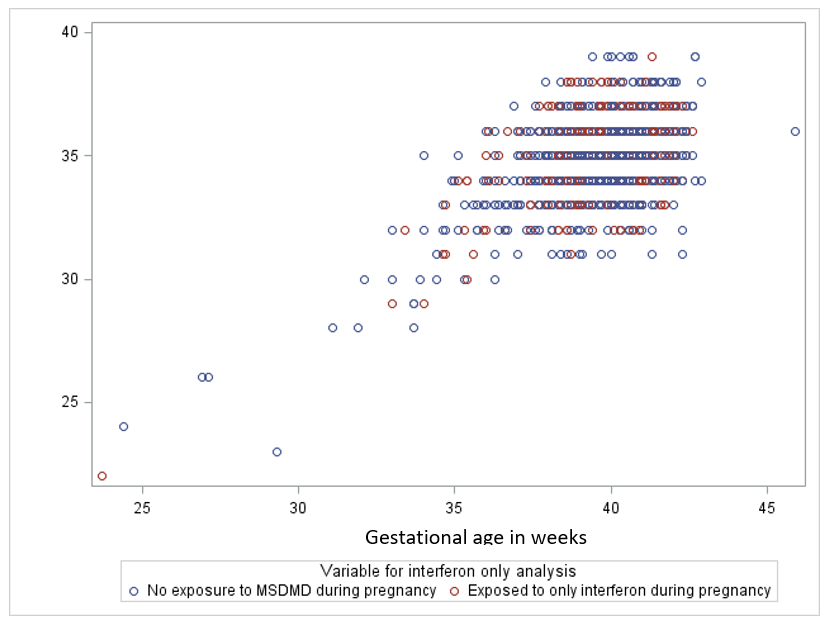 40
35
30
25
25 30 35 40 45
Gestational age in weeks
Variable for interferon only analysis
No exposure to MSDMD during pregnancy Exposed to only interferon during pregnancy